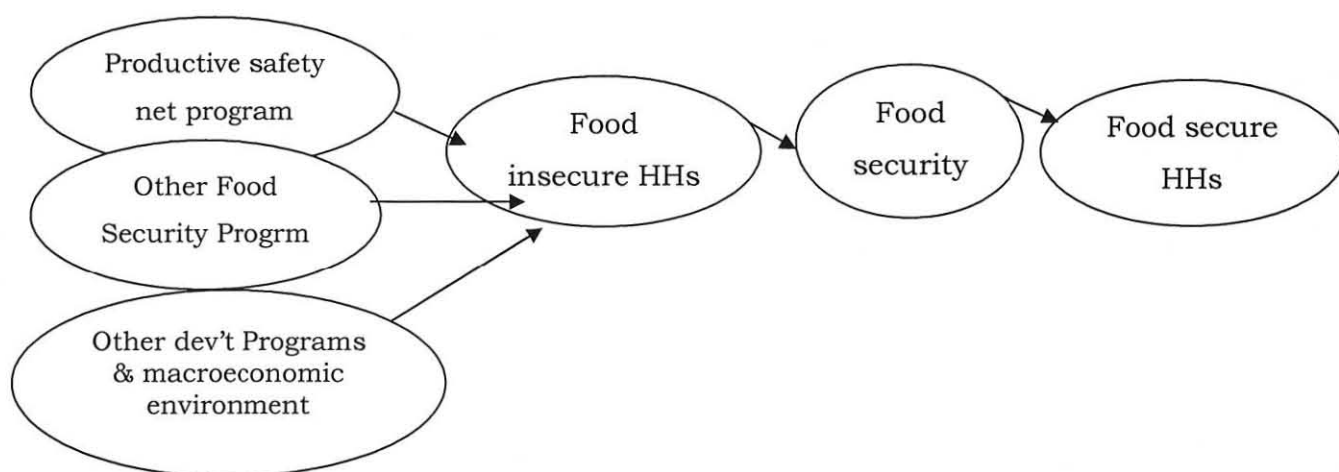 Productive safety
net program
Other Food
Security Progrm
Other dev't Programs
& macroeconomic
environment
Food
insecure HHs
Food
security
Food secure
HHs